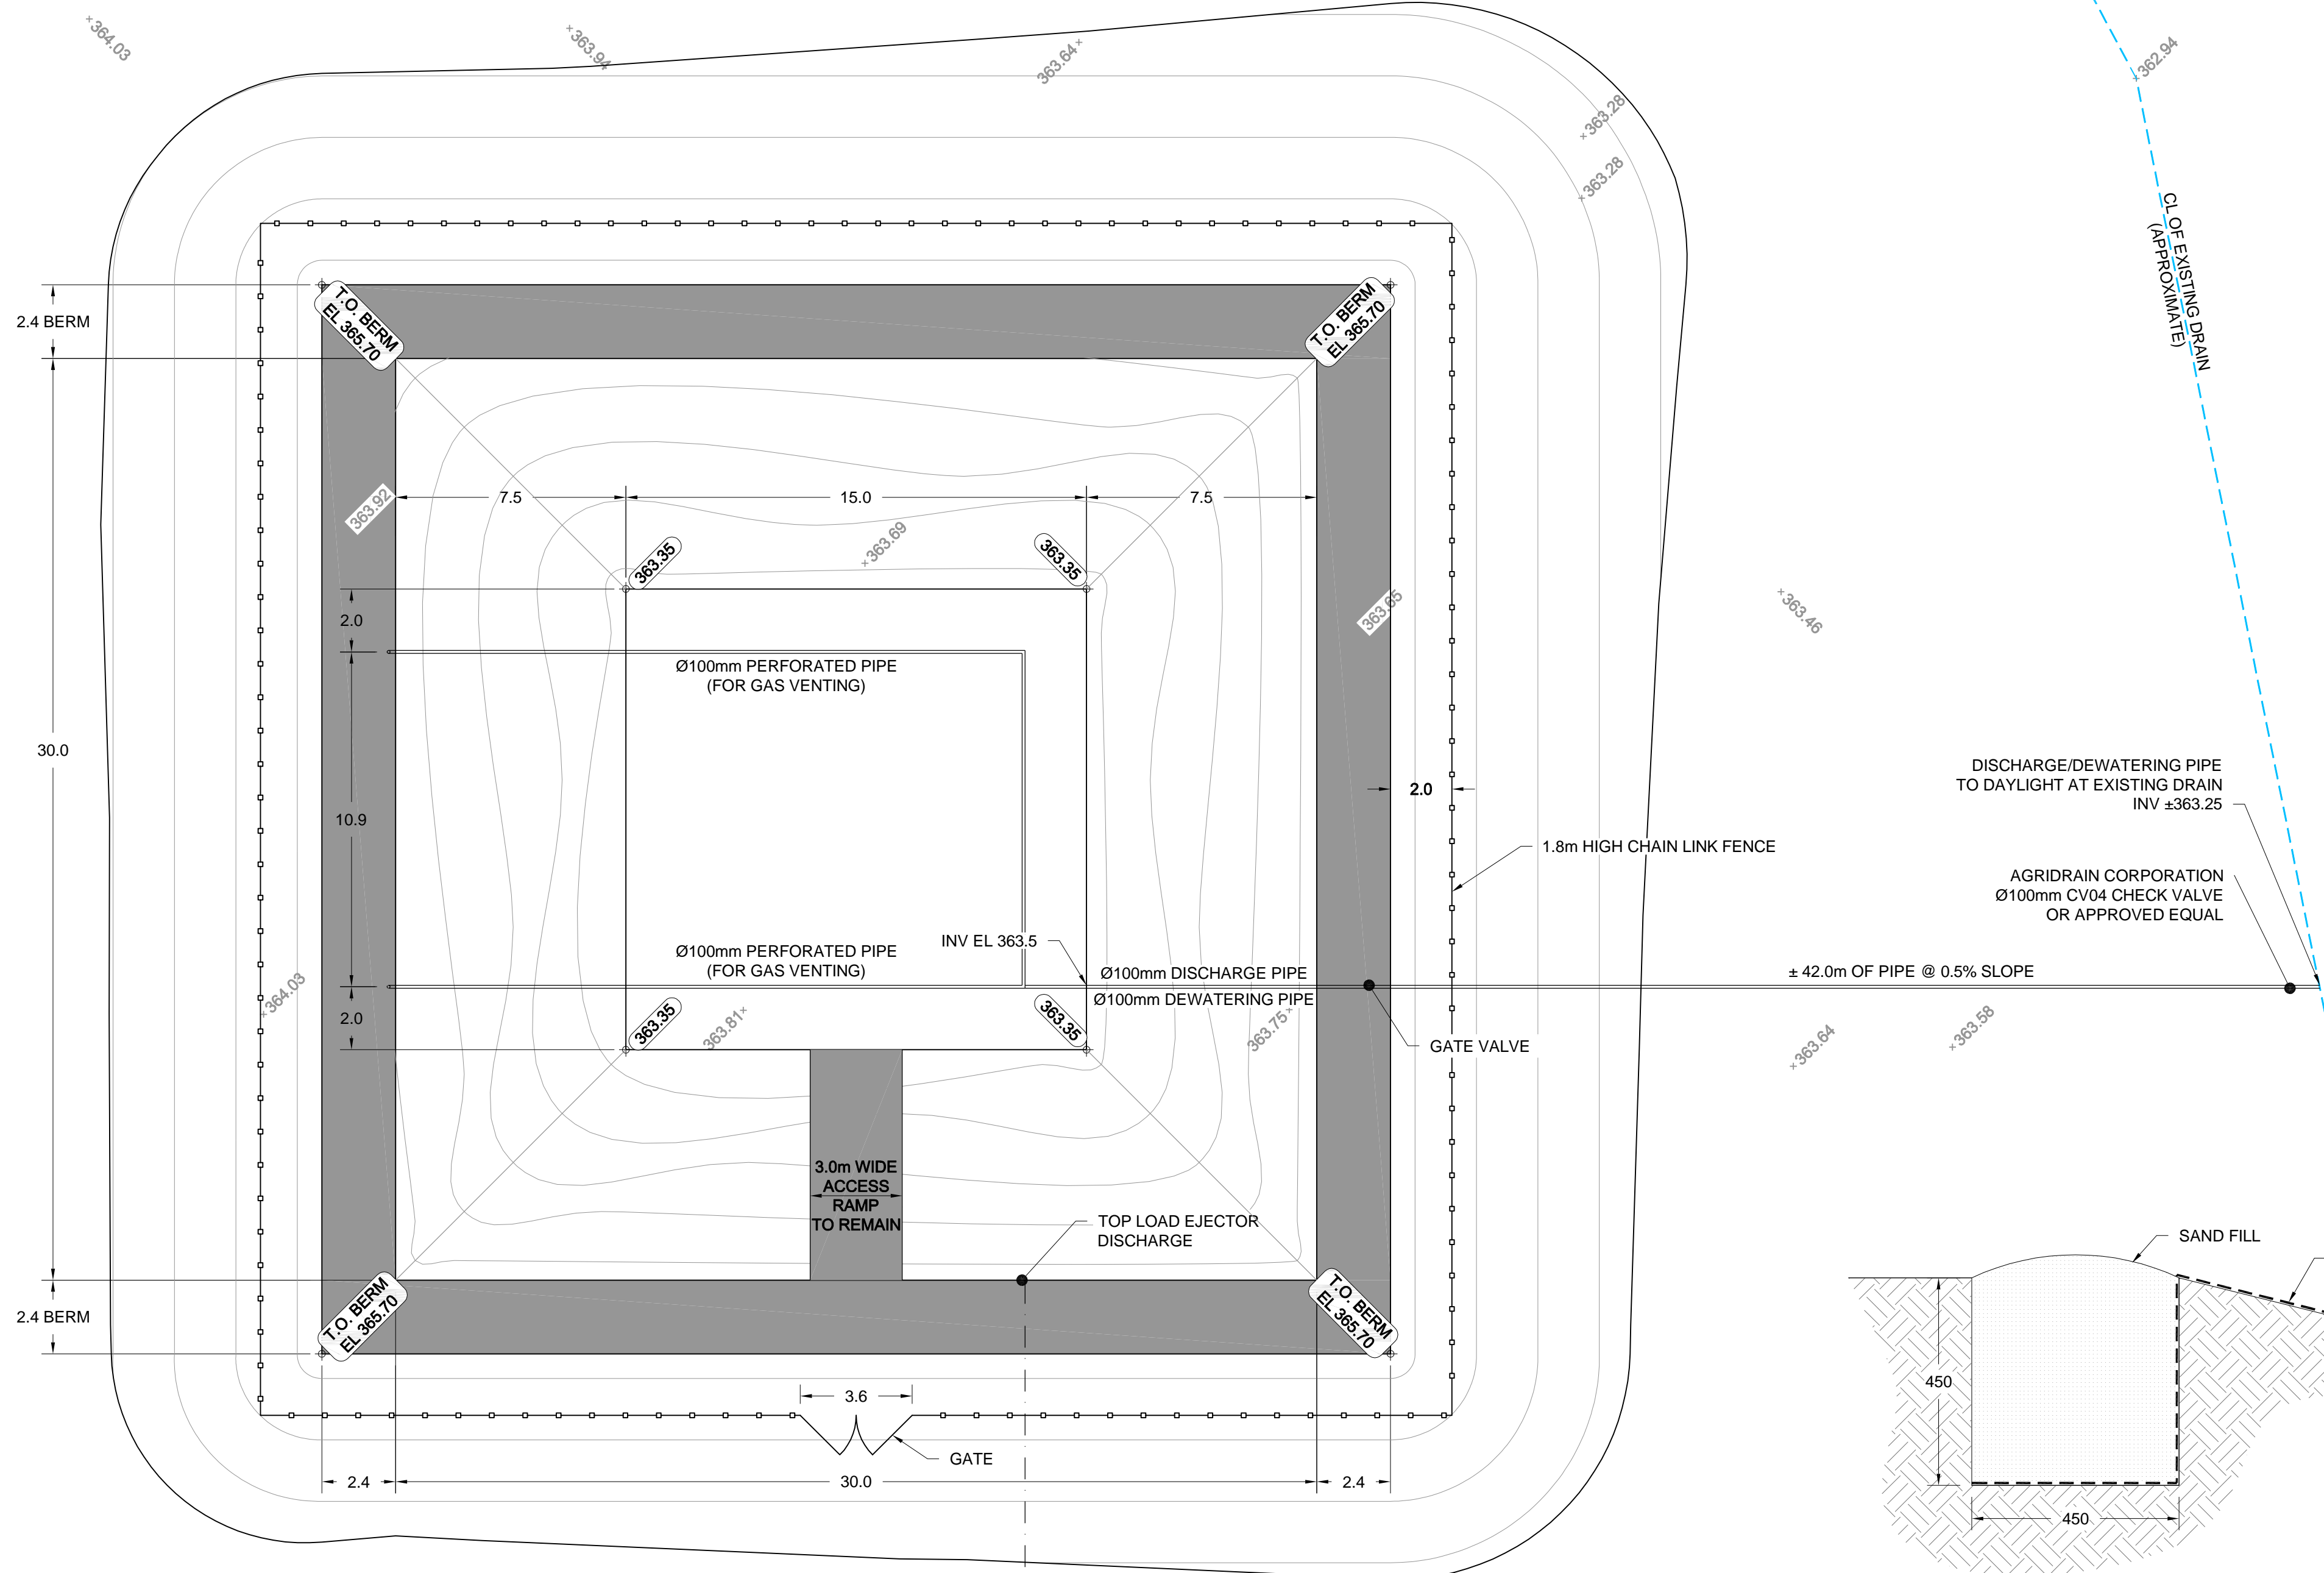 364.03
363.94
363.64
362.94
363.28
363.28
CL OF EXISTING DRAIN
(APPROXIMATE)
2.4 BERM
T.O. BERM
EL 365.70
T.O. BERM
EL 365.70
363.92
7.5
15.0
7.5
363.69
363.35
363.35
363.65
363.46
2.0
Ø100mm PERFORATED PIPE
(FOR GAS VENTING)
30.0
10.9
2.0
DISCHARGE/DEWATERING PIPE
TO DAYLIGHT AT EXISTING DRAIN
INV ±363.25
1.8m HIGH CHAIN LINK FENCE
AGRIDRAIN CORPORATION
Ø100mm CV04 CHECK VALVE
OR APPROVED EQUAL
INV EL 363.5
Ø100mm PERFORATED PIPE
(FOR GAS VENTING)
Ø100mm DISCHARGE PIPE
Ø100mm DEWATERING PIPE
± 42.0m OF PIPE @ 0.5% SLOPE
364.03
2.0
363.35
363.81
363.35
363.75
GATE VALVE
363.64
363.58
3.0m WIDE
ACCESS
RAMP
TO REMAIN
TOP LOAD EJECTOR
DISCHARGE
SAND FILL
2.4 BERM
T.O. BERM
EL 365.70
T.O. BERM
EL 365.70
450
3.6
GATE
2.4
30.0
2.4
450